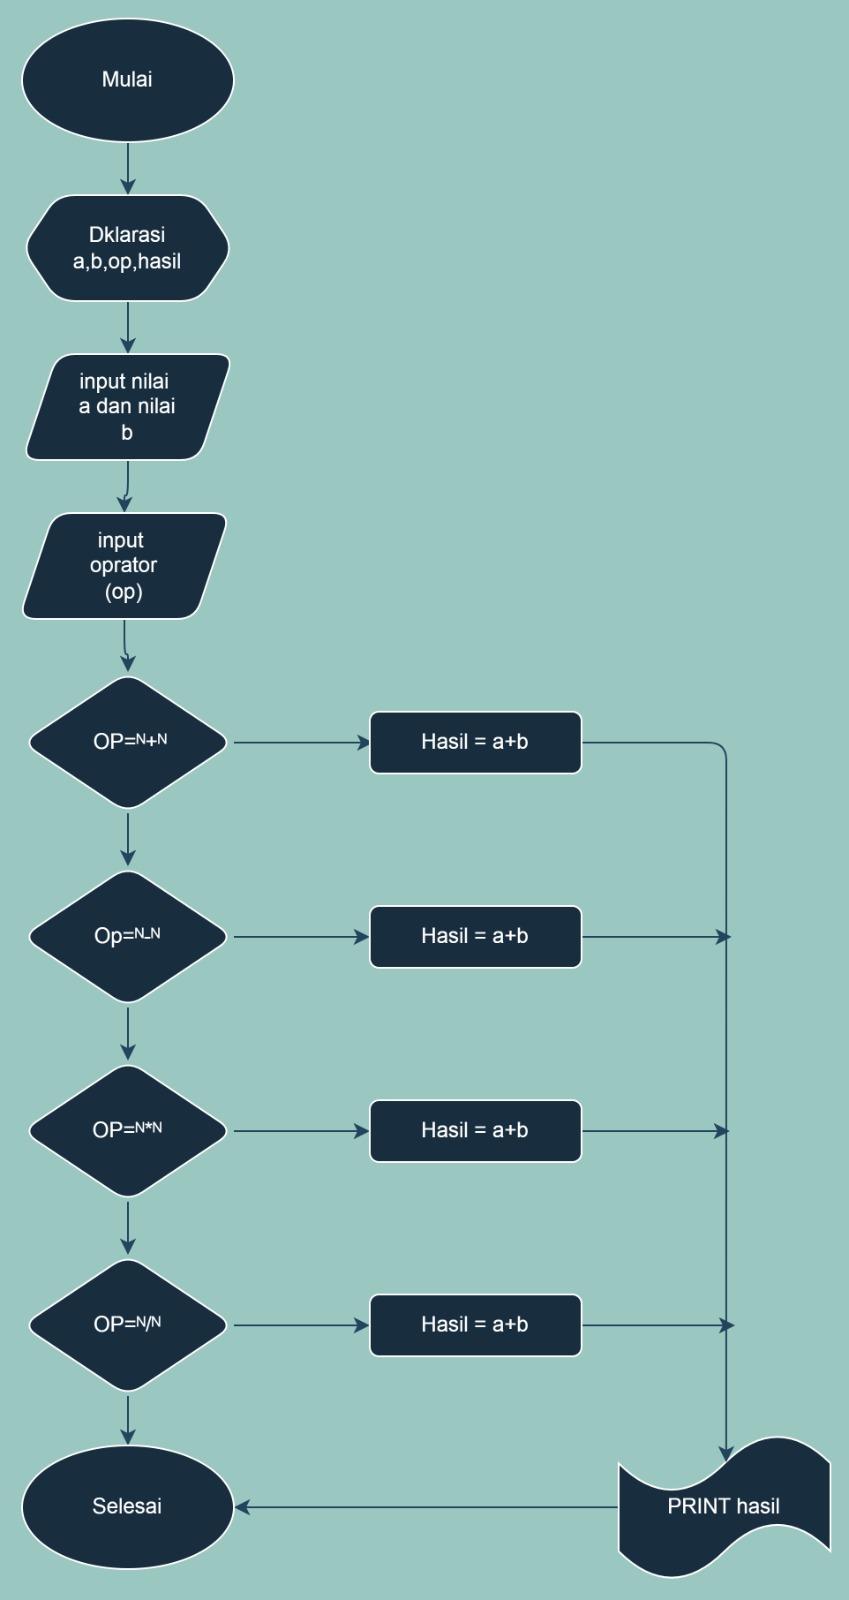 Mulai
Dklarasi
a,b,op,hasil
input nilai
a dan nilai
b
input
oprator
(op)
OP=ᴺ+ᴺ
Hasil = a+b
Op=ᴺ-ᴺ
Hasil = a+b
OP=ᴺ*ᴺ
Hasil = a+b
OP=ᴺ/ᴺ
Hasil = a+b
Selesai
PRINT hasil